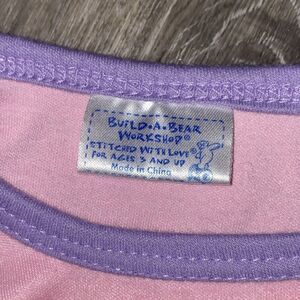 BUILD-A-BEAR
WORKSHOP®
STITCHED WITH LOVE®
FOR AGES 3 AND UP
Made in China